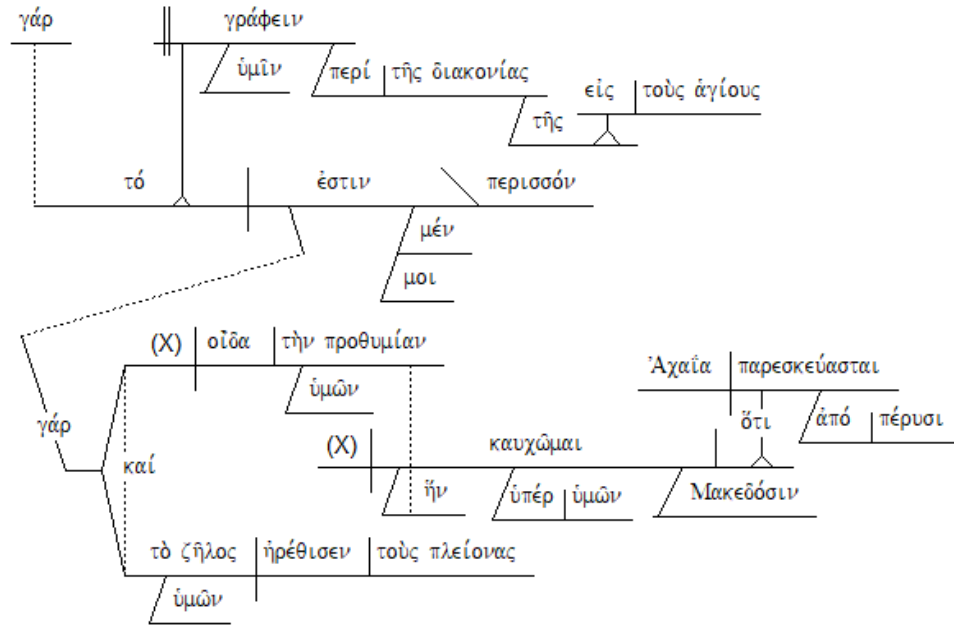 γάρ γράφειν
ὑμῖν περί τῆς διακονίας
τῆς εἰς τοὺς ἁγίους
τό ἐστιν περισσόν
μέν
μοι
(X) οἶδα τὴν προθυμίαν
ὑμῶν
Ἀχαΐα παρεσκεύασται
ὅτι ἀπό πέρυσι
γάρ
καί
(X) καυχῶμαι
ἥν ὑπέρ ὑμῶν Μακεδόσιν
τὸ ζῆλος ἠρέθισεν τοὺς πλείονας
ὑμῶν